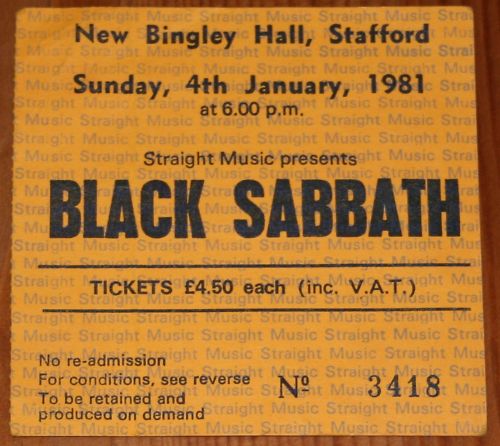 New Bingley Hall, Stafford
Sunday, 4th January, 1981
at 6.00 p.m.
Straight Music presents
BLACK SABBATH
TICKETS £4.50 each (inc. V.A.T.)
No re-admission
For conditions, see reverse
To be retained and
produced on demand
Nº 3418